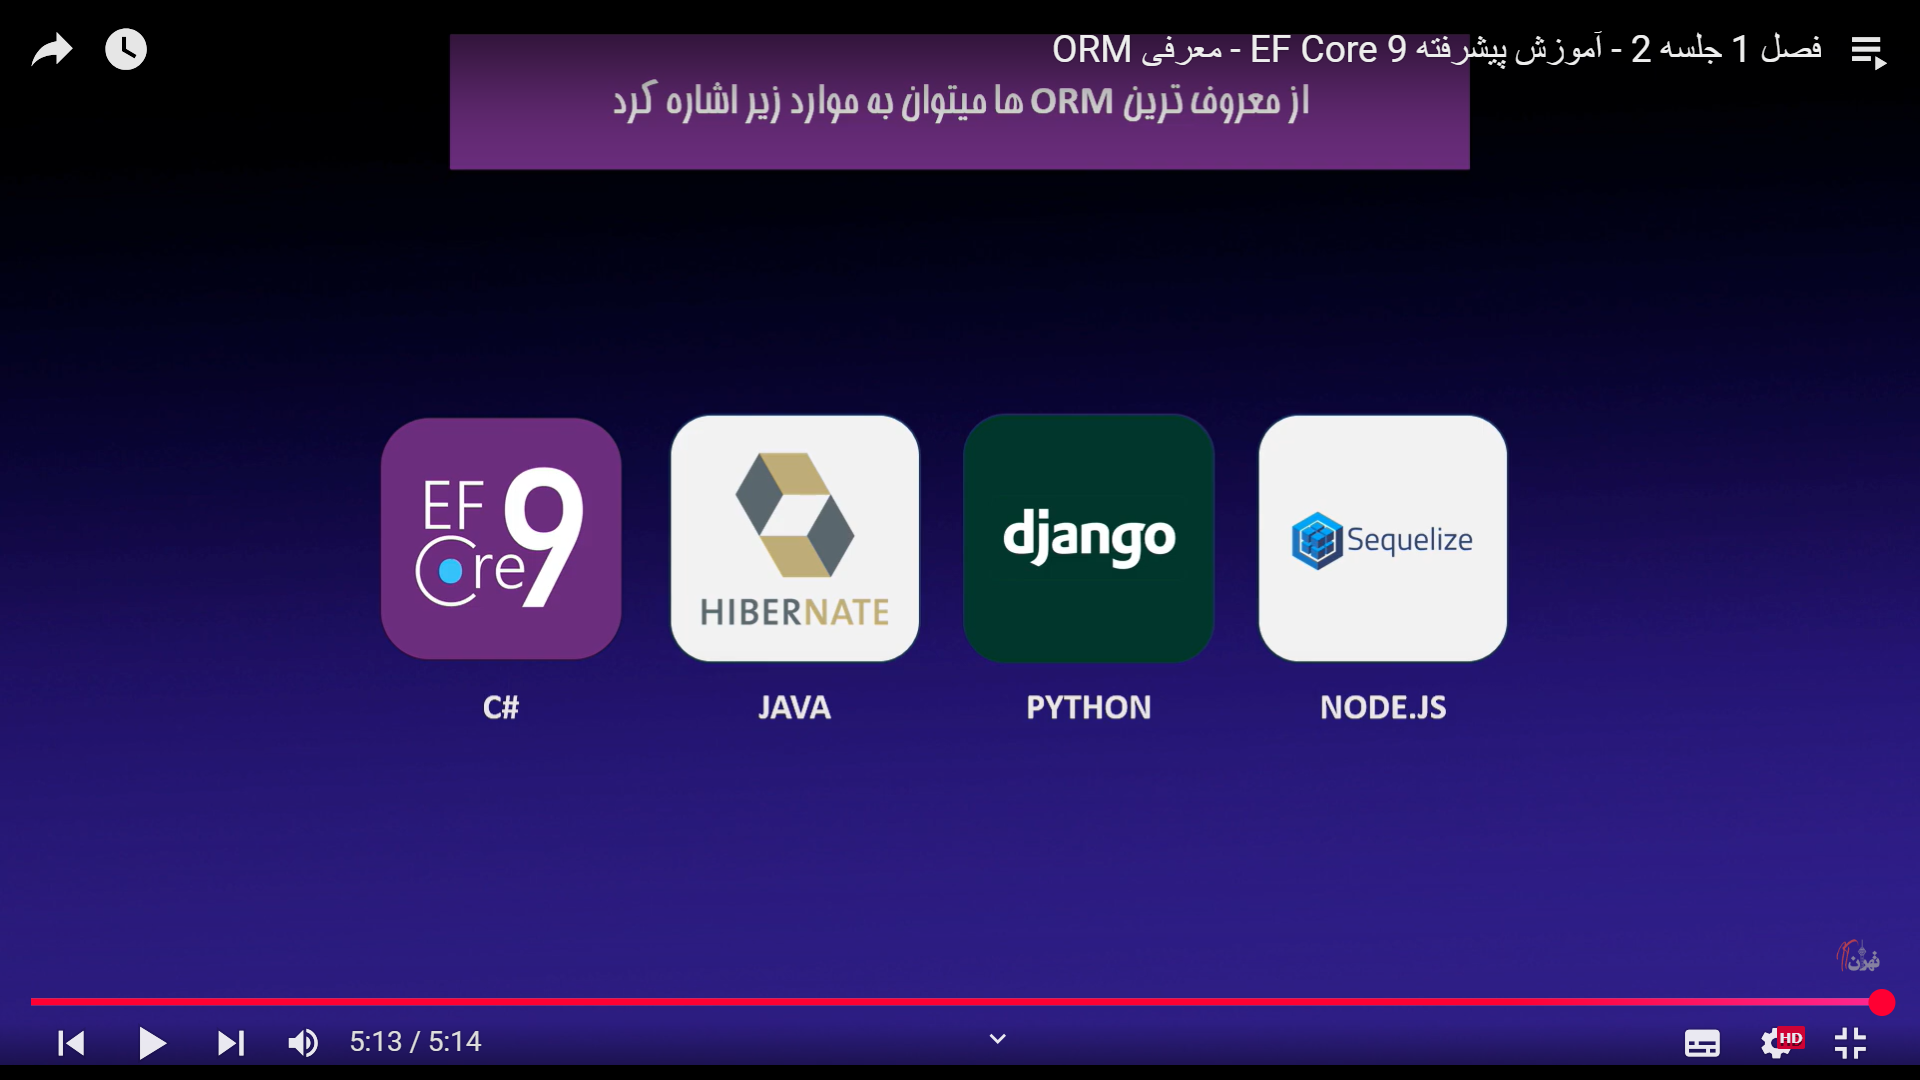 فصل 1 جلسه 2 - آموزش پیشرفته EF Core 9 - معرفی ORM
از معروف ترین ORM ها میتوان به موارد زیر اشاره کرد
EF Core 9
HIBERNATE
django
Sequelize
C#
JAVA
PYTHON
NODE.JS
5:13 / 5:14
HD